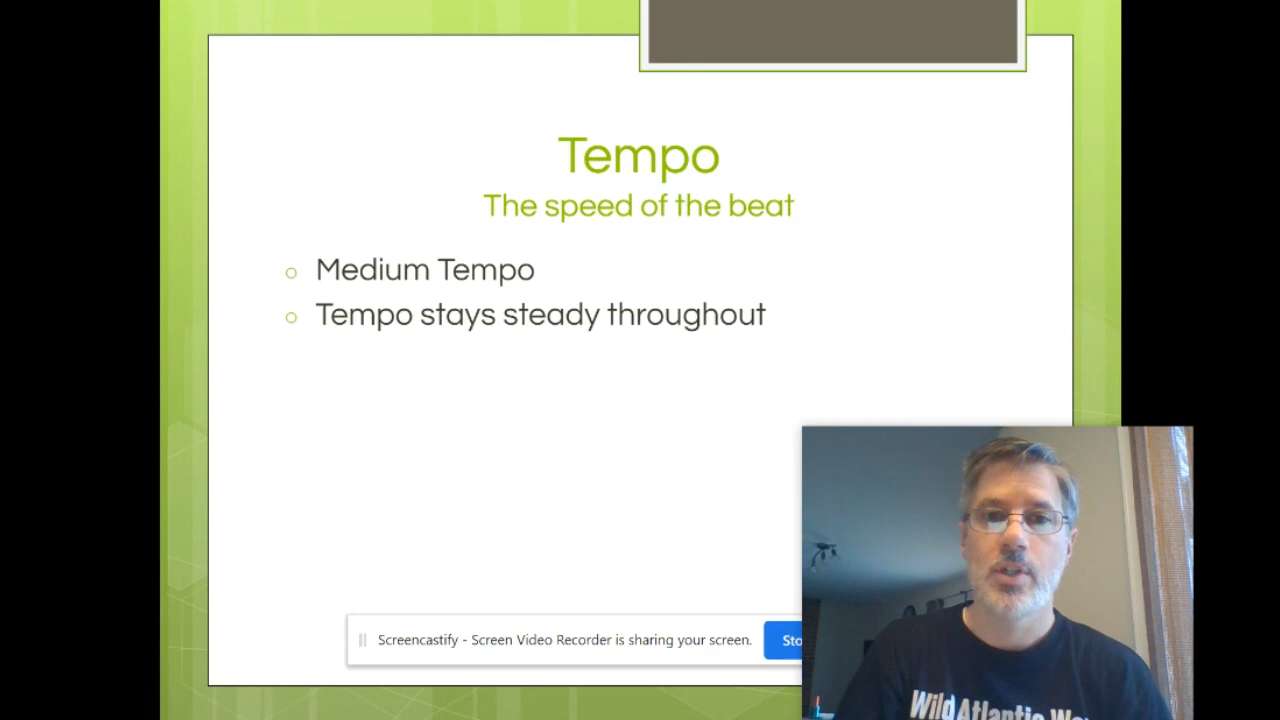 Tempo
The speed of the beat
Medium Tempo
Tempo stays steady throughout
Screencastify - Screen Video Recorder is sharing your screen.
Wild Atlantic